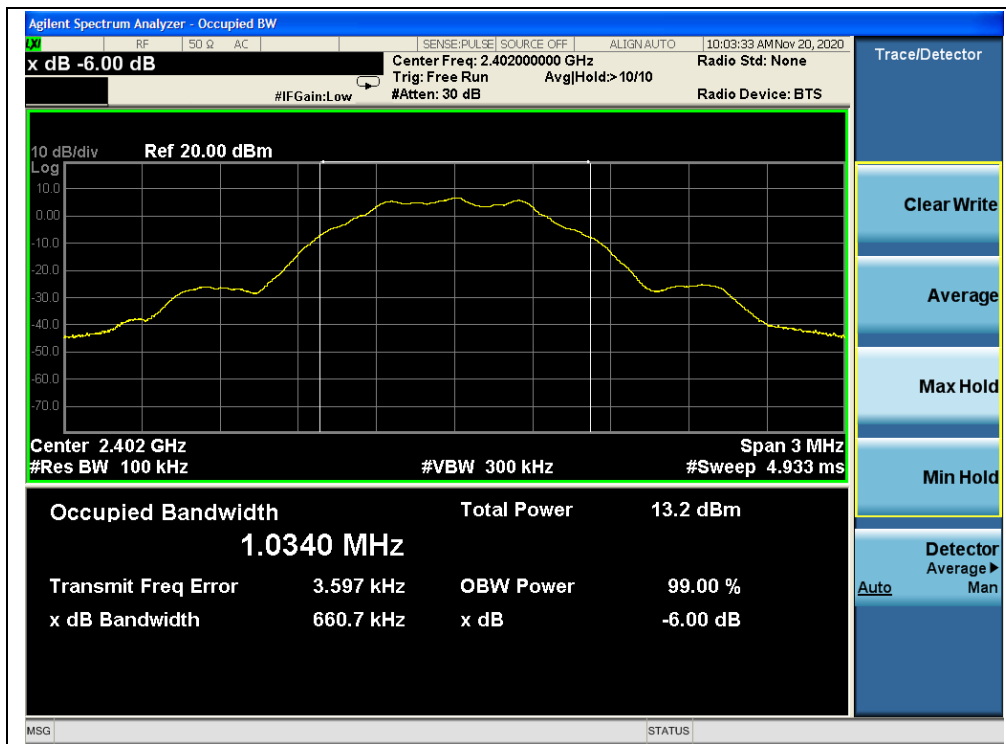 Agilent Spectrum Analyzer - Occupied BW
LXI RF 50 Ω AC SENSE:PULSE SOURCE OFF ALIGN AUTO 10:03:33 AM Nov 20, 2020
x dB -6.00 dB
Center Freq: 2.402000000 GHz
Radio Std: None
Trig: Free Run Avg|Hold:> 10/10
#IFGain:Low #Atten: 30 dB
Radio Device: BTS
10 dB/div Ref 20.00 dBm
Log
10.0
0.00
-10.0
-20.0
-30.0
-40.0
-50.0
-60.0
-70.0
Center 2.402 GHz Span 3 MHz
#Res BW 100 kHz #VBW 300 kHz #Sweep 4.933 ms
Occupied Bandwidth Total Power 13.2 dBm
1.0340 MHz
Transmit Freq Error 3.597 kHz OBW Power 99.00 %
x dB Bandwidth 660.7 kHz x dB -6.00 dB
MSG STATUS
Trace/Detector
Clear Write
Average
Max Hold
Min Hold
Detector
Average▶
Auto Man